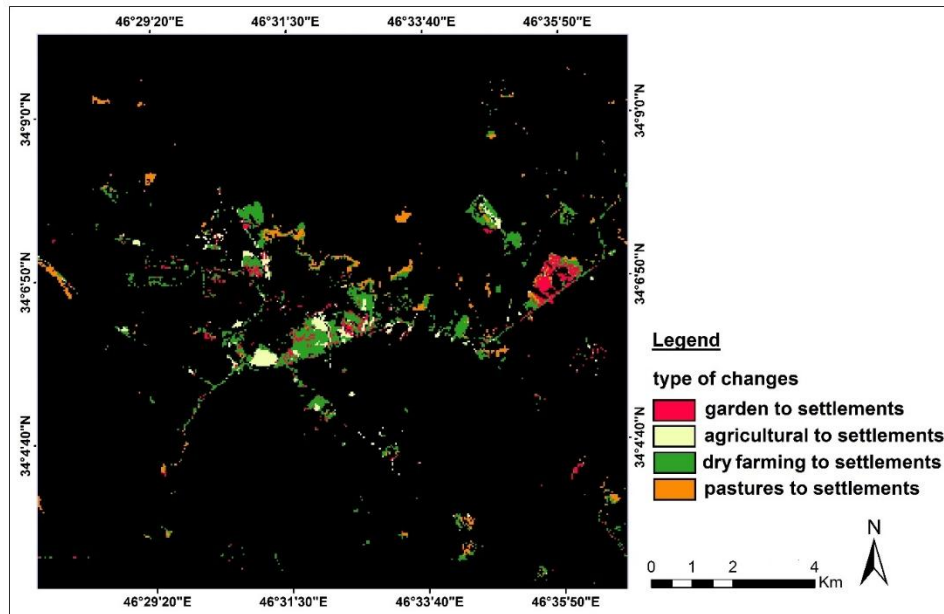 46°29'20"E 46°31'30"E 46°33'40"E 46°35'50"E
34°9'0"N
34°9'0"N
34°6'50"N
34°6'50"N
34°4'40"N
34°4'40"N
Legend
type of changes
garden to settlements
agricultural to settlements
dry farming to settlements
pastures to settlements
N
0 1 2 4
Km
46°29'20"E 46°31'30"E 46°33'40"E 46°35'50"E